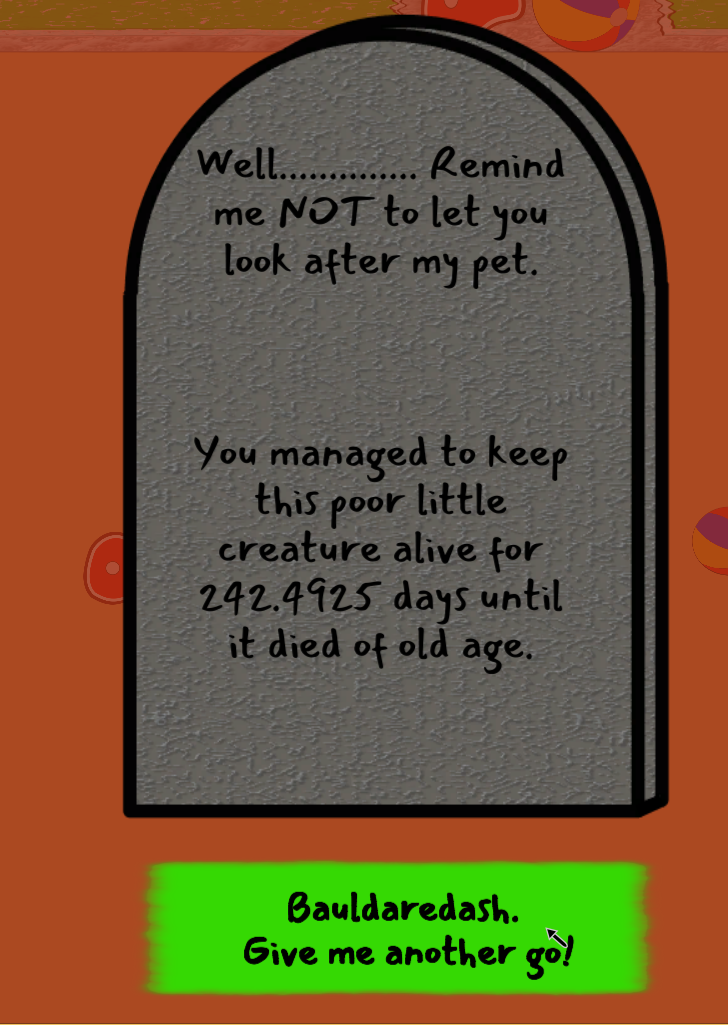 Well.............. Remind
me NOT to let you
look after my pet.
You managed to keep
this poor little
creature alive for
242.4925 days until
it died of old age.
Bauldaredash.
Give me another go!